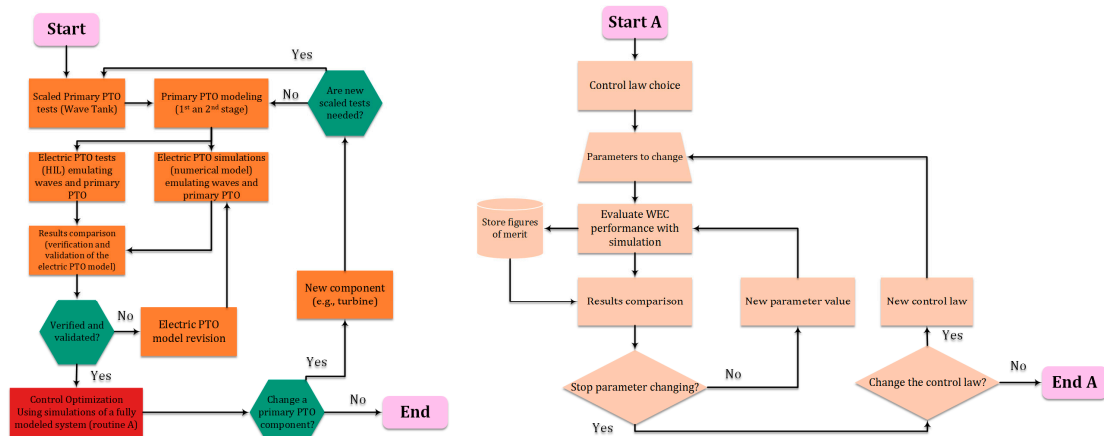 Start
Yes
Scaled Primary PTO
tests (Wave Tank)
Primary PTO modeling
(1st an 2nd stage)
No
Are new
scaled tests
needed?
Electric PTO tests
(HIL) emulating
waves and primary
PTO
Electric PTO simulations
(numerical model)
emulating waves and
primary PTO
Results comparison
(verification and
validation of the
electric PTO model)
New component
(e.g., turbine)
Verified and
validated?
No
Electric PTO
model revision
Yes
Yes
Control Optimization
Using simulations of a fully
modeled system (routine A)
Change a
primary PTO
component?
No
End
Start A
Control law choice
Parameters to change
Store figures
of merit
Evaluate WEC
performance with
simulation
Results comparison
New parameter value
New control law
Yes
Stop parameter changing?
No
Change the control law?
No
End A
Yes